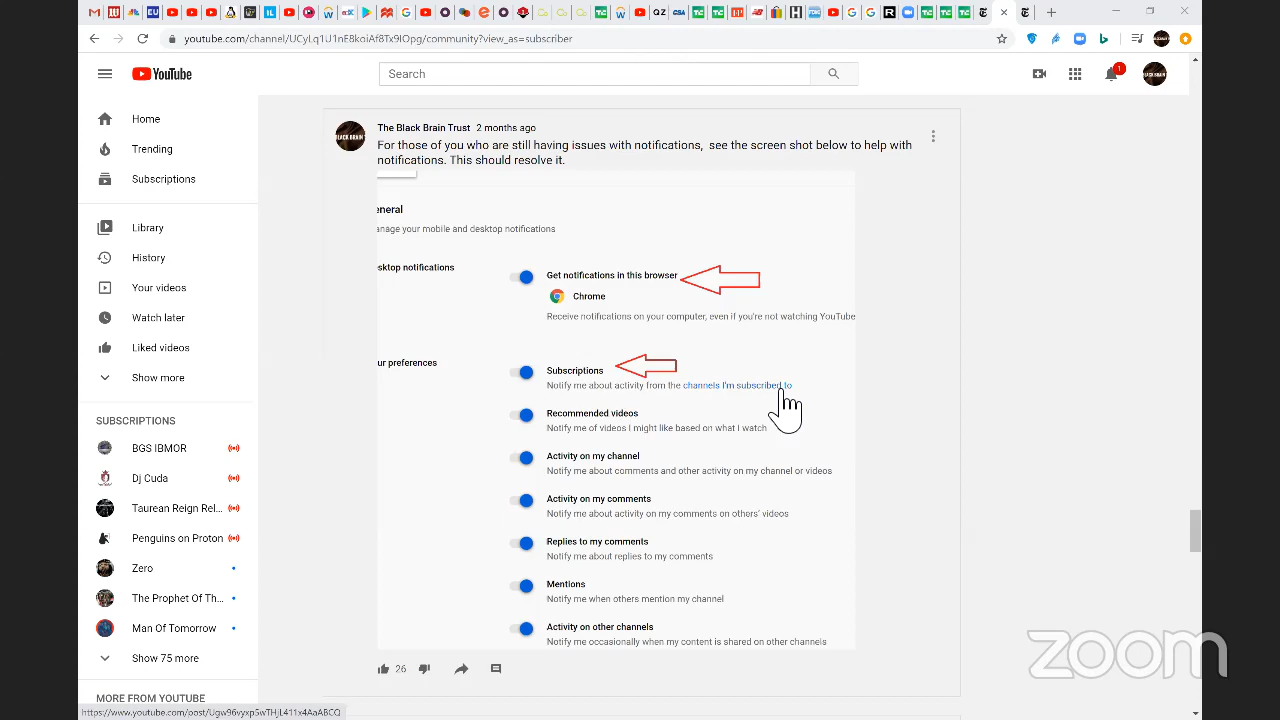 youtube.com/channel/UCyLq1U1nE8koiAf8Tx9IOpg/community?view_as=subscriber
YouTube
Search
1
Home
Trending
Subscriptions
Library
History
Your videos
Watch later
Liked videos
Show more
SUBSCRIPTIONS
BGS IBMOR
Dj Cuda
Taurean Reign Rel...
Penguins on Proton
Zero
The Prophet Of Th...
Man Of Tomorrow
Show 75 more
MORE FROM YOUTUBE
https://www.youtube.com/post/Ugw96vyxp5wTHjL411x4AaABCQ
The Black Brain Trust 2 months ago
For those of you who are still having issues with notifications, see the screen shot below to help with
notifications. This should resolve it.
eneral
anage your mobile and desktop notifications
sktop notifications
Get notifications in this browser
Chrome
Receive notifications on your computer, even if you're not watching YouTube
ur preferences
Subscriptions
Notify me about activity from the channels I'm subscribed to
Recommended videos
Notify me of videos I might like based on what I watch
Activity on my channel
Notify me about comments and other activity on my channel or videos
Activity on my comments
Notify me about activity on my comments on others' videos
Replies to my comments
Notify me about replies to my comments
Mentions
Notify me when others mention my channel
Activity on other channels
Notify me occasionally when my content is shared on other channels
26
zoom